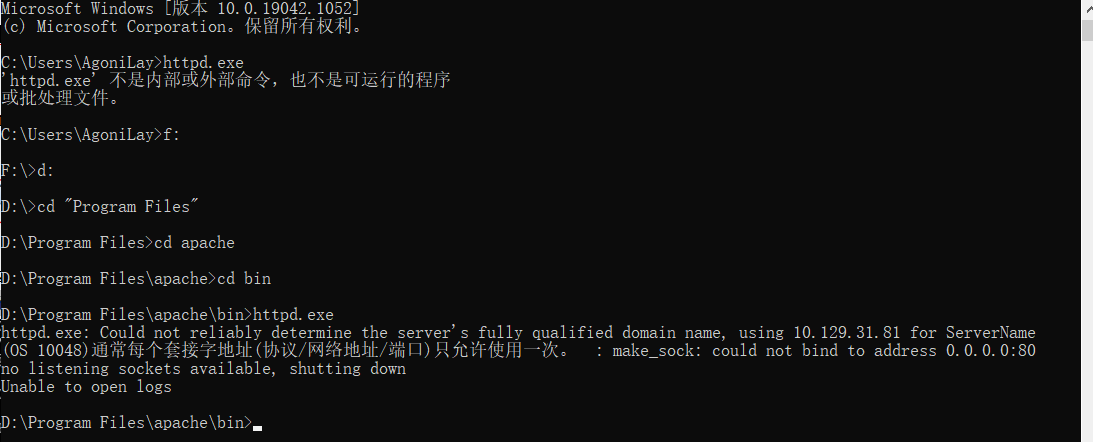 Microsoft Windows [版本 10.0.19042.1052]
(c) Microsoft Corporation。保留所有权利。
C:\Users\AgoniLay>httpd.exe
'httpd.exe' 不是内部或外部命令，也不是可运行的程序
或批处理文件。
C:\Users\AgoniLay>f:
F:\>d:
D:\>cd "Program Files"
D:\Program Files>cd apache
D:\Program Files\apache>cd bin
D:\Program Files\apache\bin>httpd.exe
httpd.exe: Could not reliably determine the server's fully qualified domain name, using 10.129.31.81 for ServerName
(OS 10048)通常每个套接字地址(协议/网络地址/端口)只允许使用一次。  : make_sock: could not bind to address 0.0.0.0:80
no listening sockets available, shutting down
Unable to open logs
D:\Program Files\apache\bin>